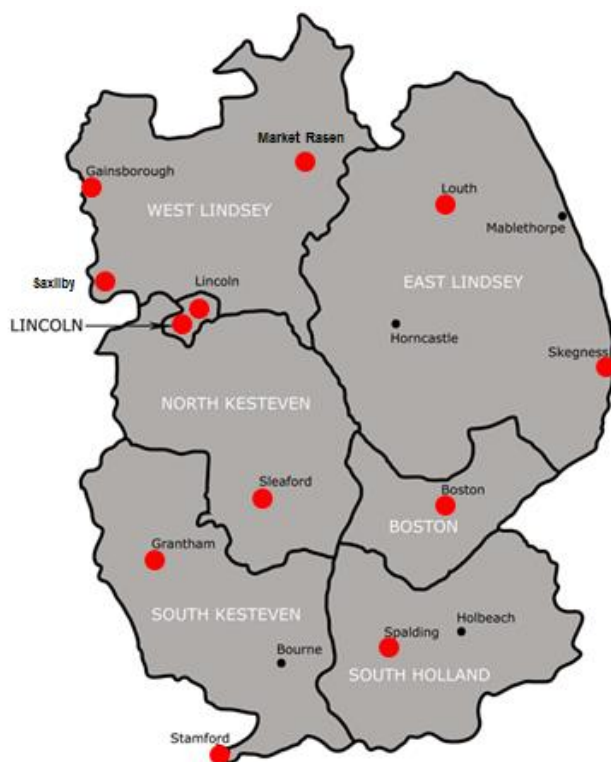 Market Rasen
Gainsborough
Louth
WEST LINDSEY
Mablethorpe
Saxilby
Lincoln
EAST LINDSEY
LINCOLN
Horncastle
Skegness
NORTH KESTEVEN
Sleaford
Boston
BOSTON
Grantham
SOUTH KESTEVEN
Holbeach
Spalding
Bourne
SOUTH HOLLAND
Stamford